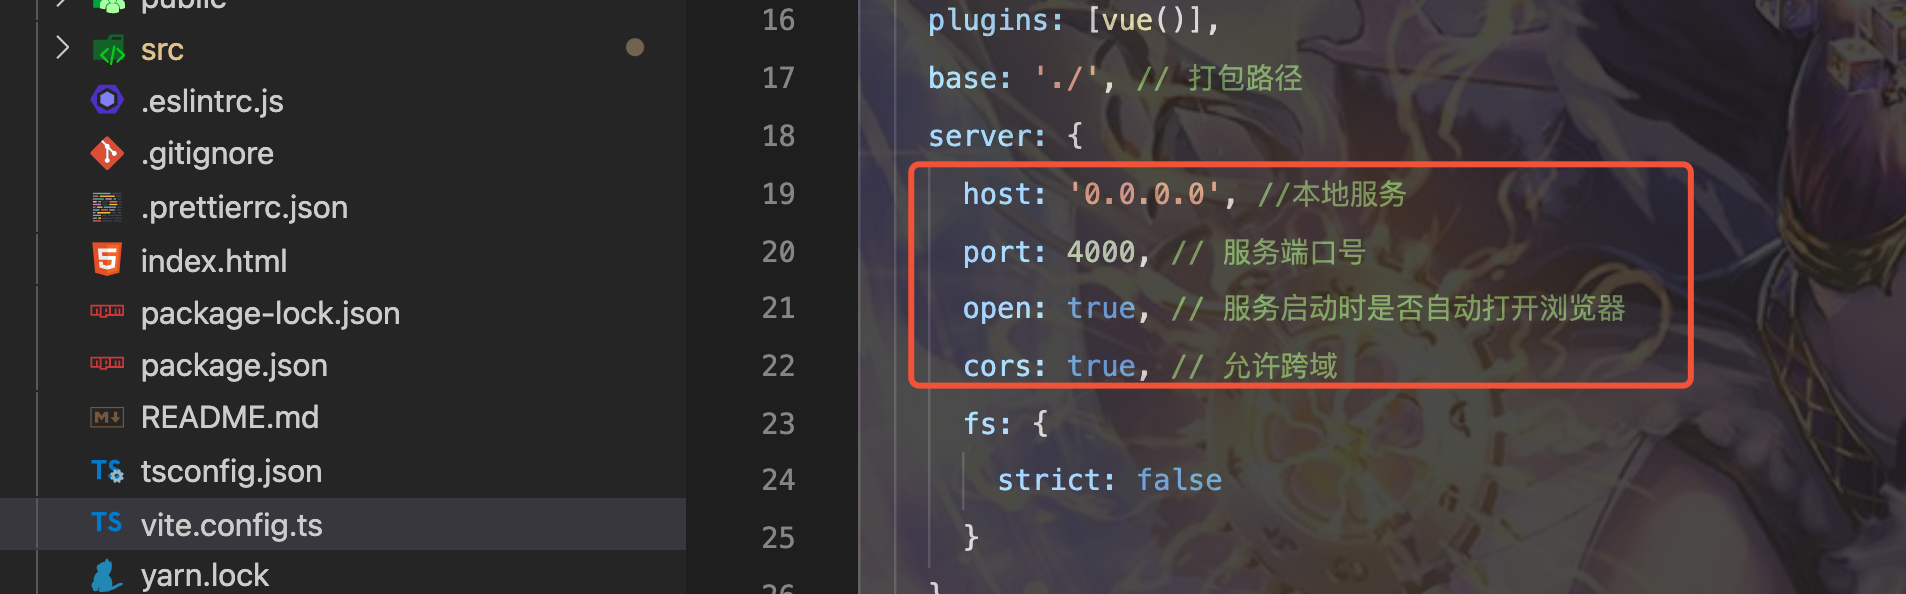 public
src
.eslintrc.js
.gitignore
.prettierrc.json
index.html
package-lock.json
package.json
README.md
tsconfig.json
TS vite.config.ts
yarn.lock
16 plugins: [vue()],
17 base: './', // 打包路径
18 server: {
19 host: '0.0.0.0', //本地服务
20 port: 4000, // 服务端口号
21 open: true, // 服务启动时是否自动打开浏览器
22 cors: true, // 允许跨域
23 fs: {
24 strict: false
25 }
26 }